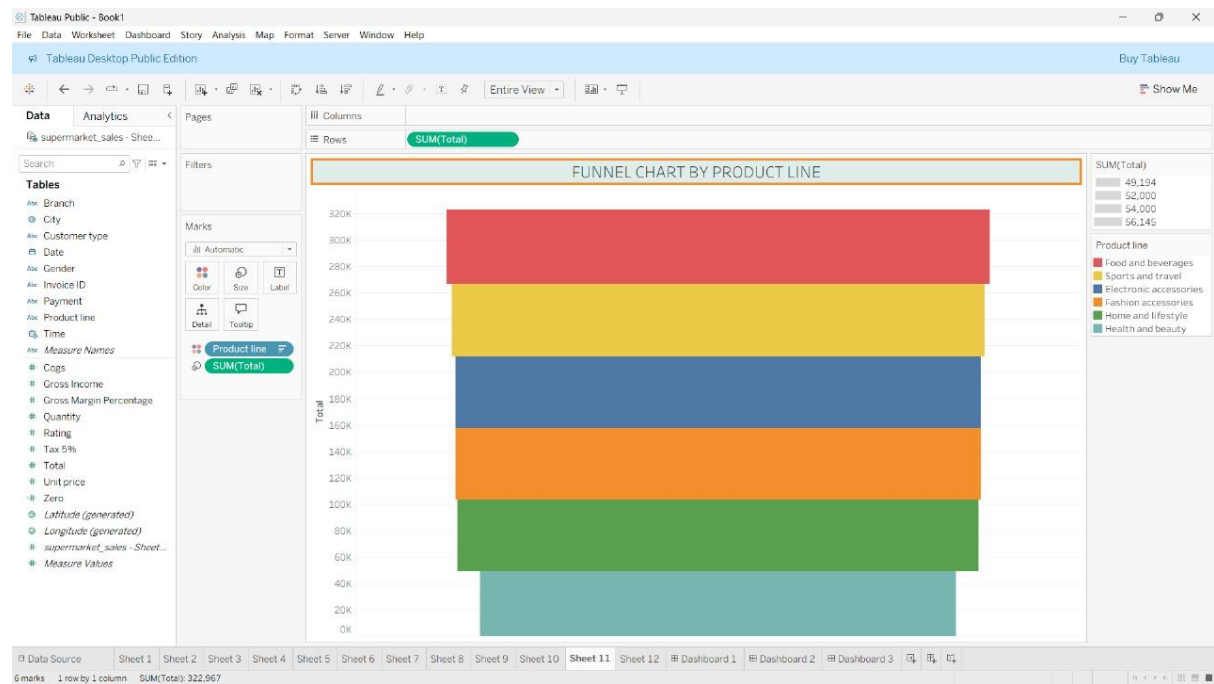 Tableau Public - Book1
File Data Worksheet Dashboard Story Analysis Map Format Server Window Help
Tableau Desktop Public Edition
Buy Tableau
Entire View
Show Me
Data Analytics
supermarket_sales - Shee...
Search
Tables
Abc Branch
City
Abc Customer type
Date
Abc Gender
Abc Invoice ID
Abc Payment
Abc Product line
Time
Abc Measure Names
# Cogs
# Gross Income
# Gross Margin Percentage
# Quantity
# Rating
# Tax 5%
# Total
# Unit price
=# Zero
Latitude (generated)
Longitude (generated)
# supermarket_sales - Sheet...
# Measure Values
Pages
Filters
Marks
Automatic
Color Size Label
Detail Tooltip
Product line
SUM(Total)
Columns
Rows
SUM(Total)
FUNNEL CHART BY PRODUCT LINE
Total
320K
300K
280K
260K
240K
220K
200K
180K
160K
140K
120K
100K
80K
60K
40K
20K
0K
SUM(Total)
49,194
52,000
54,000
56,145
Product line
Food and beverages
Sports and travel
Electronic accessories
Fashion accessories
Home and lifestyle
Health and beauty
Data Source Sheet 1 Sheet 2 Sheet 3 Sheet 4 Sheet 5 Sheet 6 Sheet 7 Sheet 8 Sheet 9 Sheet 10 Sheet 11 Sheet 12 Dashboard 1 Dashboard 2 Dashboard 3
6 marks 1 row by 1 column SUM(Total): 322,967